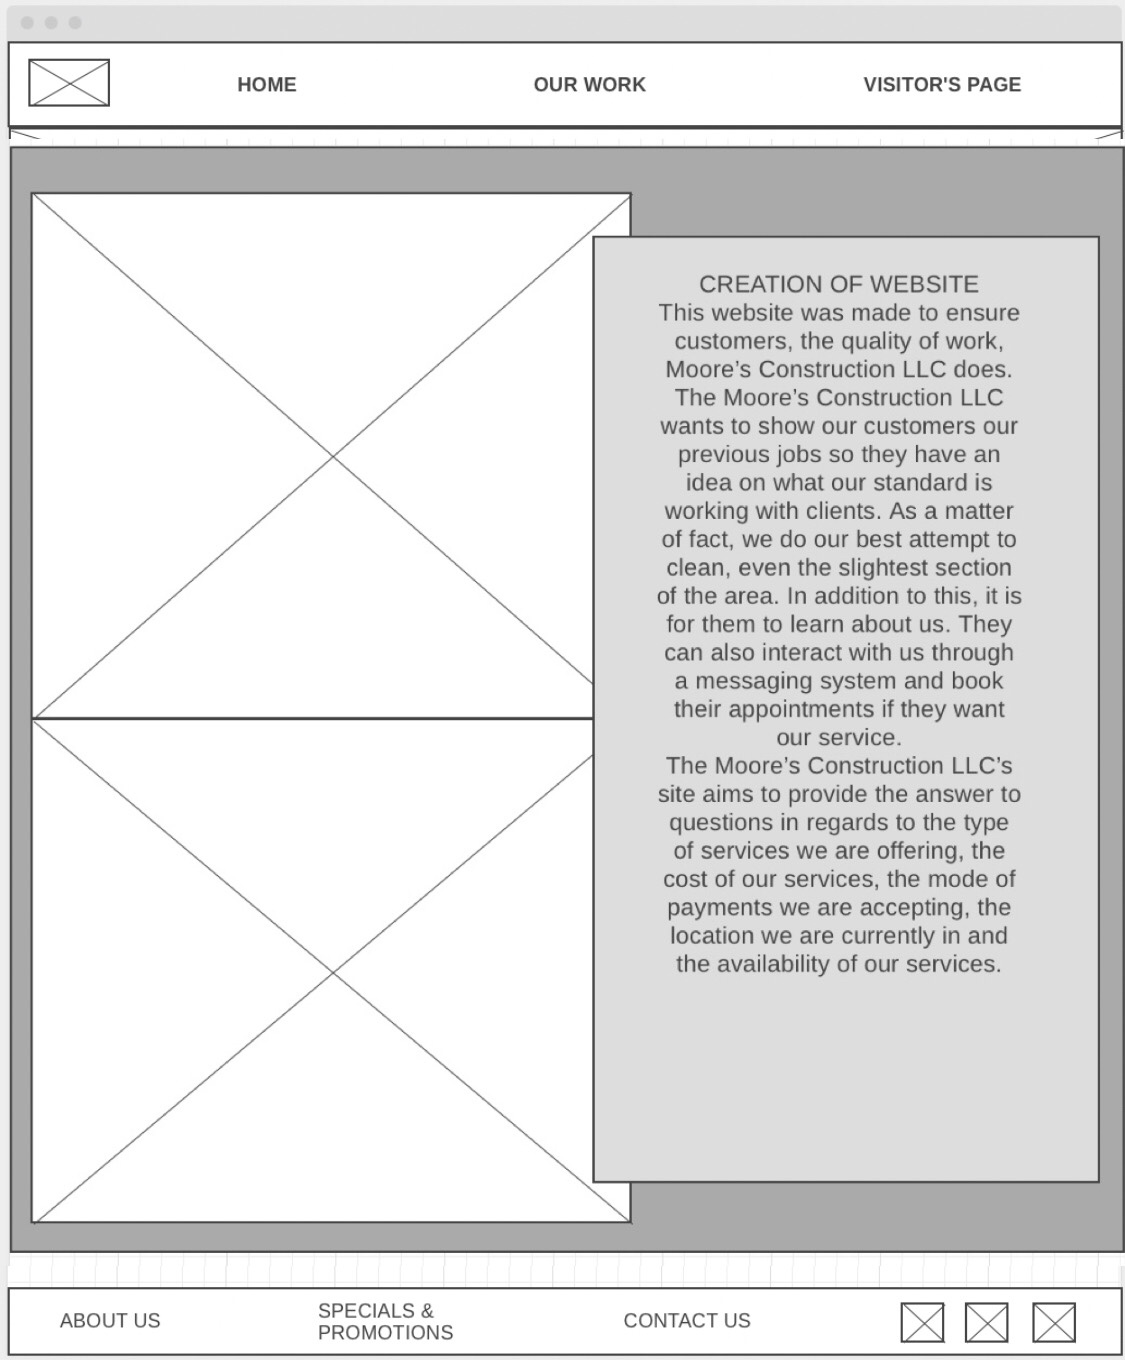 HOME
OUR WORK
VISITOR'S PAGE
CREATION OF WEBSITE
This website was made to ensure
customers, the quality of work,
Moore’s Construction LLC does.
The Moore’s Construction LLC
wants to show our customers our
previous jobs so they have an
idea on what our standard is
working with clients. As a matter
of fact, we do our best attempt to
clean, even the slightest section
of the area. In addition to this, it is
for them to learn about us. They
can also interact with us through
a messaging system and book
their appointments if they want
our service.
The Moore’s Construction LLC’s
site aims to provide the answer to
questions in regards to the type
of services we are offering, the
cost of our services, the mode of
payments we are accepting, the
location we are currently in and
the availability of our services.
ABOUT US
SPECIALS &
PROMOTIONS
CONTACT US